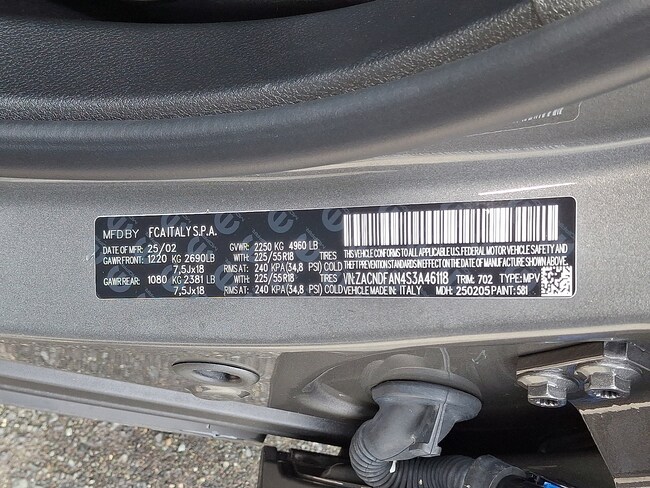 MFD BY FCA ITALY S.P.A.
DATE OF MFR: 25/02 GVWR: 2250 KG 4960 LB
GAWR FRONT: 1220 KG 2690LB 225/55R18 TIRES
7,5Jx18 RIMS AT 240 KPA (34,8 PSI) COLD
GAWR REAR: 1080 KG 2381 LB 225/55R18 TIRES
7,5Jx18 RIMS AT: 240 KPA (34,8 PSI) COLD
THIS VEHICLE CONFORMS TO ALL APPLICABLE U.S. FEDERAL MOTOR VEHICLE SAFETY AND
THEFT PREVENTION STANDARDS IN EFFECT ON THE DATE OF MANUFACTURE SHOWN ABOVE.
VIN: ZACNDFAN4S3A46118 TRIM: 702 TYPE: MPV
VEHICLE MADE IN: ITALY MDH: 250205 PAINT: 581